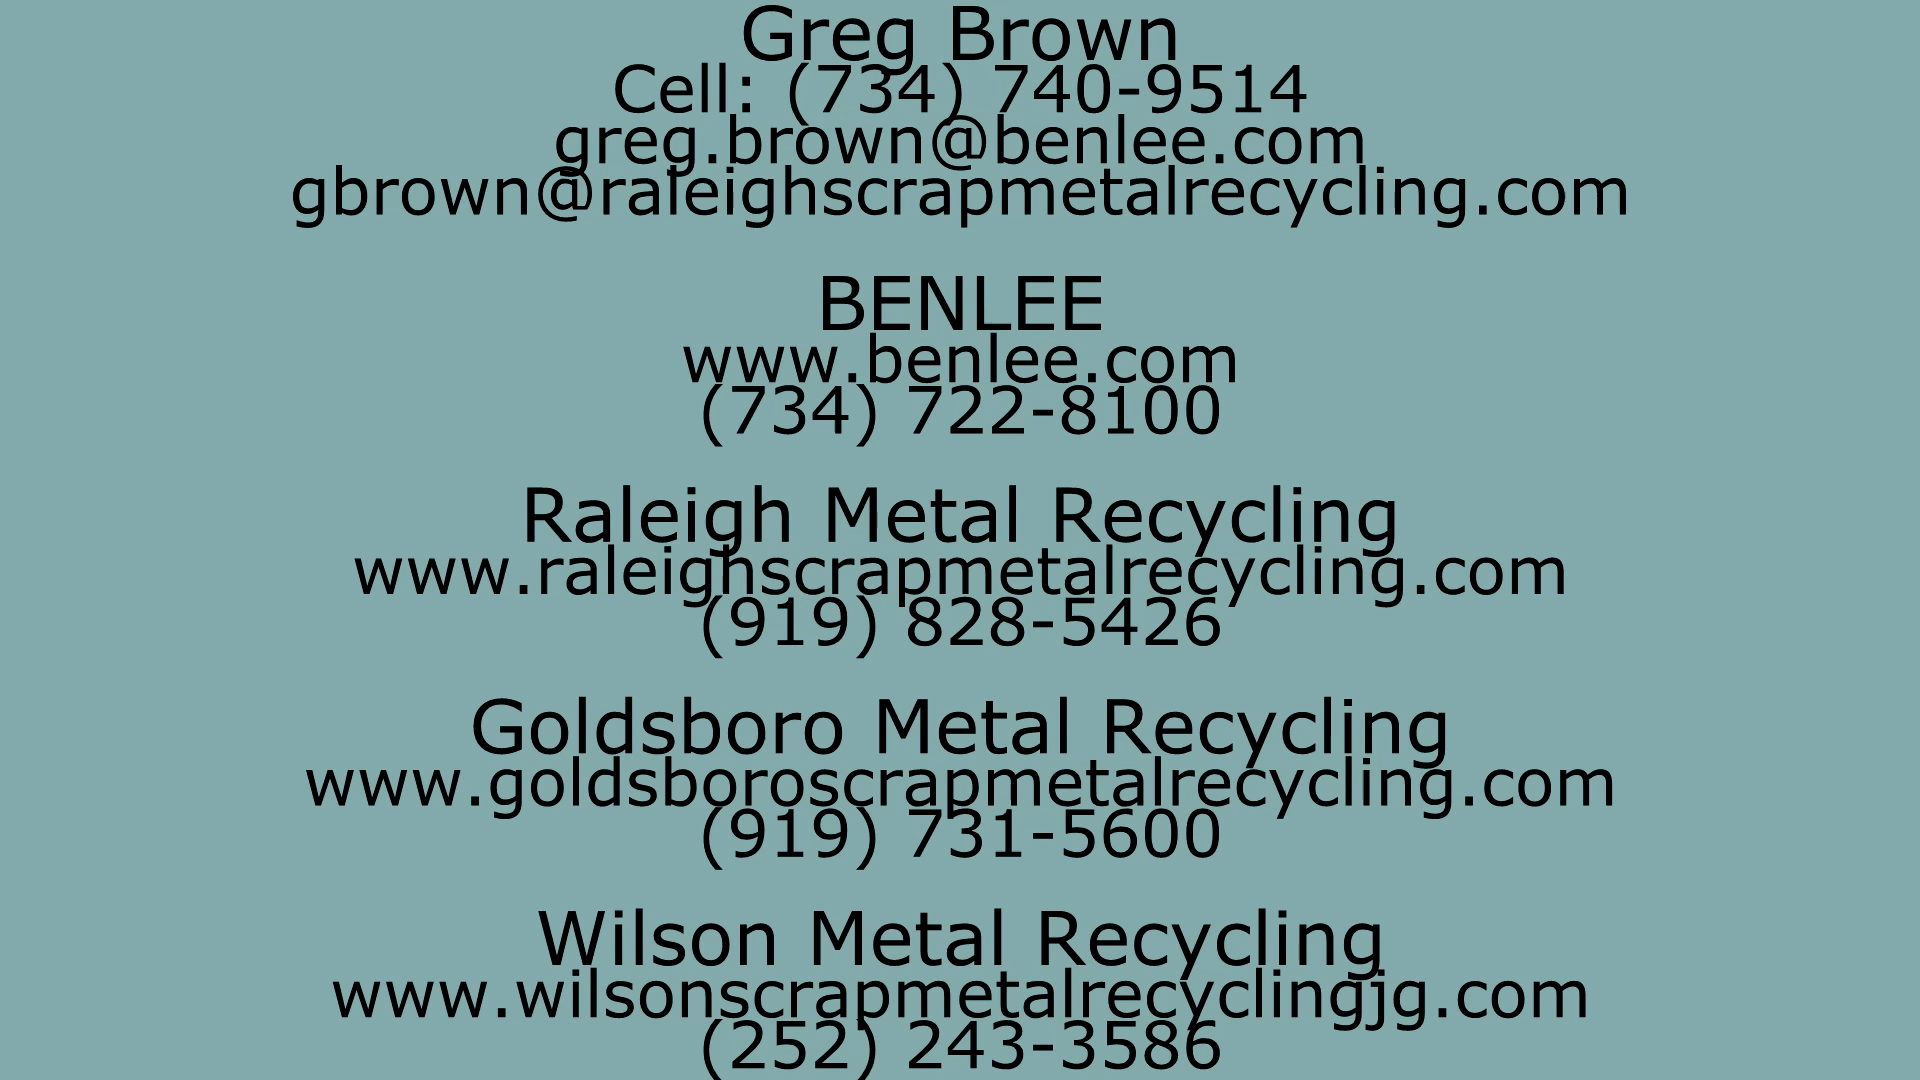 Greg Brown
Cell: (734) 740-9514
greg.brown@benlee.com
gbrown@raleighscrapmetalrecycling.com
BENLEE
www.benlee.com
(734) 722-8100
Raleigh Metal Recycling
www.raleighscrapmetalrecycling.com
(919) 828-5426
Goldsboro Metal Recycling
www.goldsboroscrapmetalrecycling.com
(919) 731-5600
Wilson Metal Recycling
www.wilsonscrapmetalrecyclingjg.com
(252) 243-3586